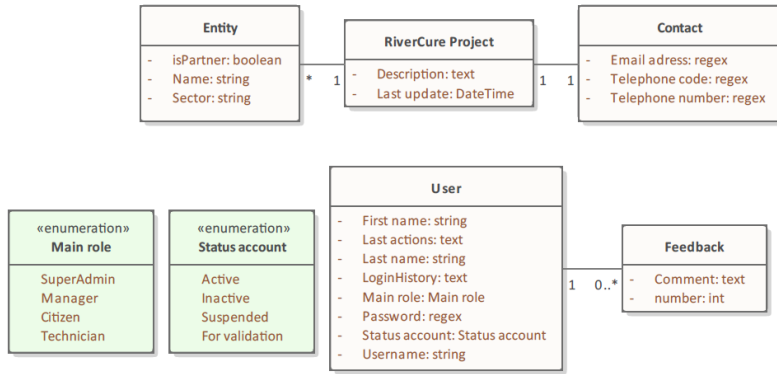 Entity
- isPartner: boolean
- Name: string
- Sector: string
* 1
RiverCure Project
- Description: text
- Last update: DateTime
1 1
Contact
- Email adress: regex
- Telephone code: regex
- Telephone number: regex
«enumeration»
Main role
SuperAdmin
Manager
Citizen
Technician
«enumeration»
Status account
Active
Inactive
Suspended
For validation
User
- First name: string
- Last actions: text
- Last name: string
- LoginHistory: text
- Main role: Main role
- Password: regex
- Status account: Status account
- Username: string
1 0..*
Feedback
- Comment: text
- number: int